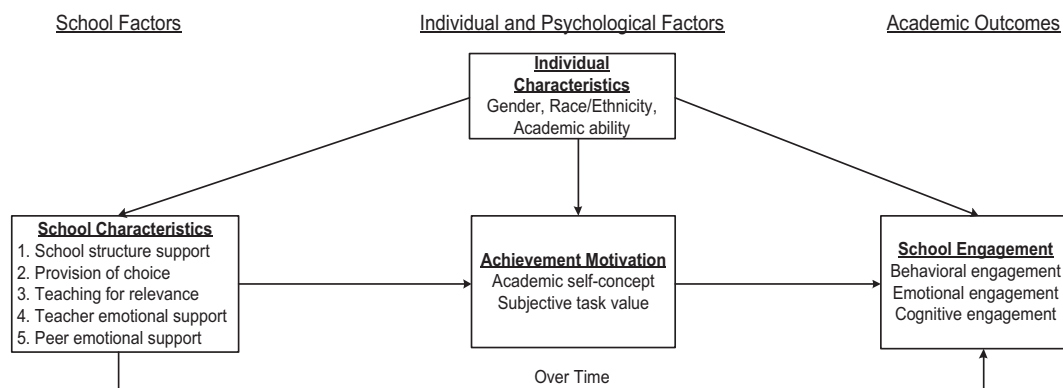 School Factors
Individual and Psychological Factors
Academic Outcomes
Individual
Characteristics
Gender, Race/Ethnicity,
Academic ability
School Characteristics
1. School structure support
2. Provision of choice
3. Teaching for relevance
4. Teacher emotional support
5. Peer emotional support
Achievement Motivation
Academic self-concept
Subjective task value
School Engagement
Behavioral engagement
Emotional engagement
Cognitive engagement
Over Time